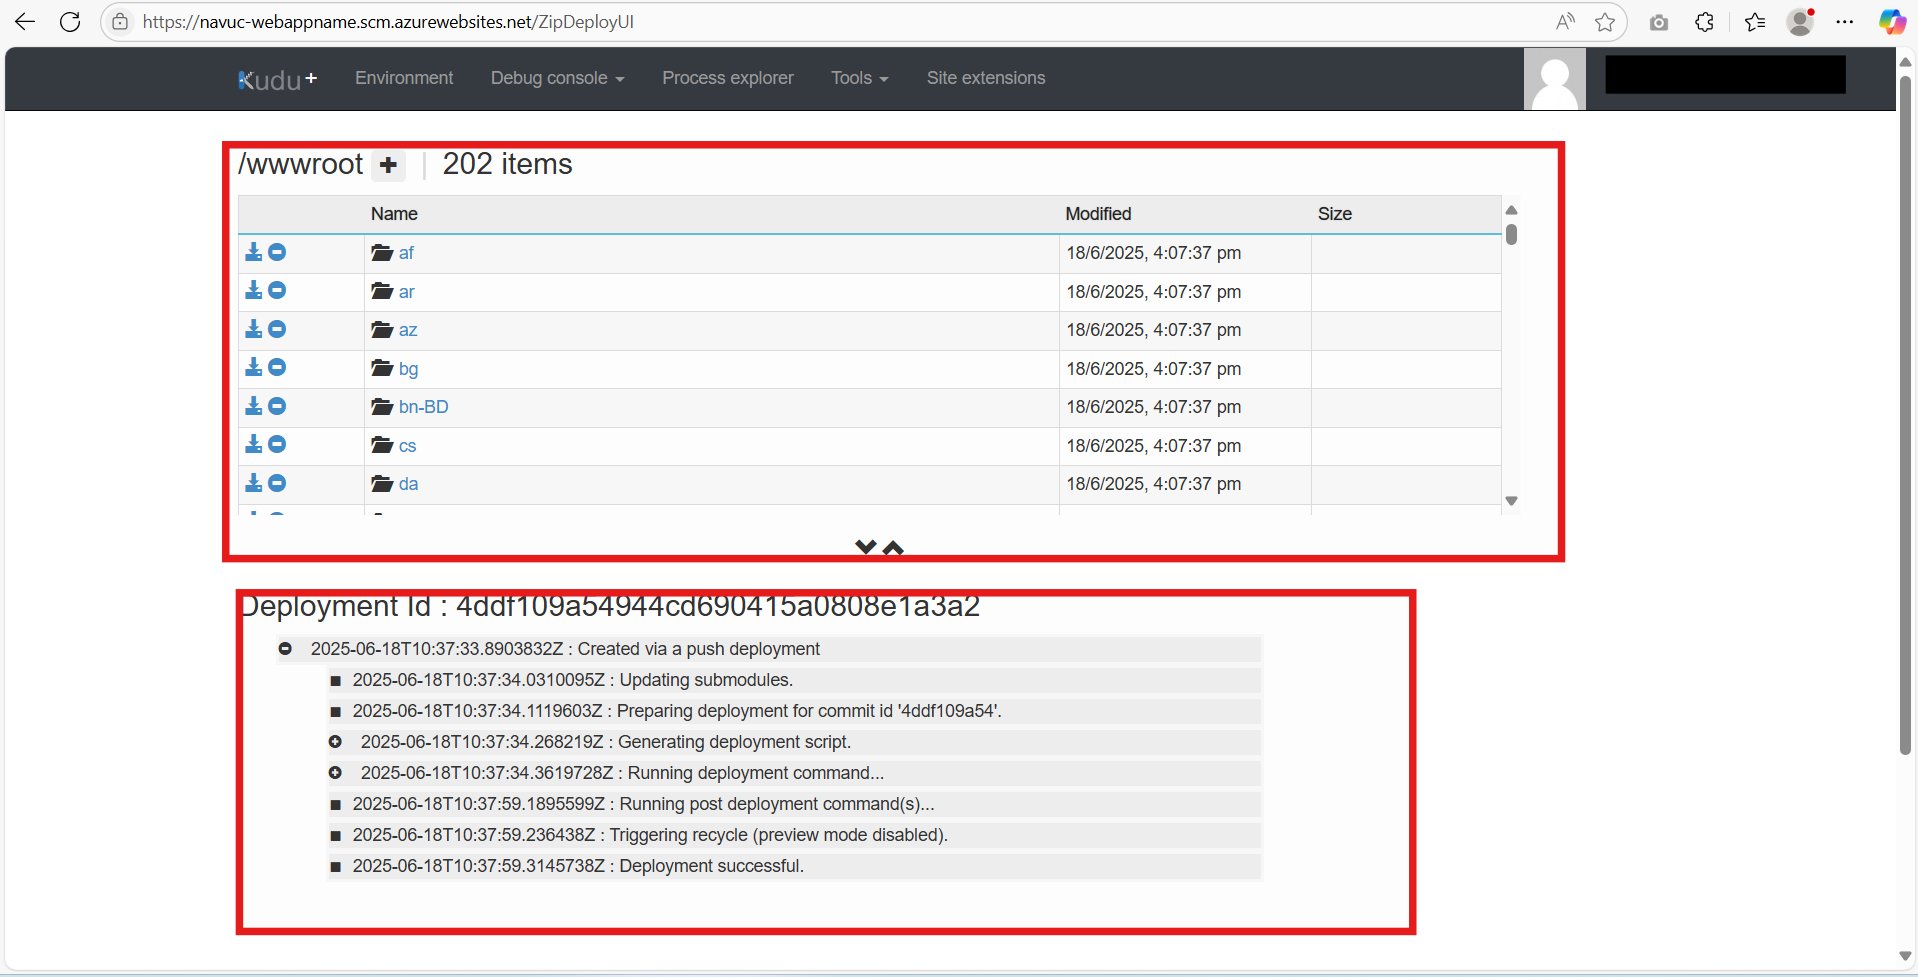 https://navuc-webappname.scm.azurewebsites.net/ZipDeployUI
Kudu+ Environment Debug console Process explorer Tools Site extensions
/wwwroot 202 items
Name Modified Size
af 18/6/2025, 4:07:37 pm
ar 18/6/2025, 4:07:37 pm
az 18/6/2025, 4:07:37 pm
bg 18/6/2025, 4:07:37 pm
bn-BD 18/6/2025, 4:07:37 pm
cs 18/6/2025, 4:07:37 pm
da 18/6/2025, 4:07:37 pm
Deployment Id : 4ddf109a54944cd690415a0808e1a3a2
2025-06-18T10:37:33.8903832Z : Created via a push deployment
2025-06-18T10:37:34.0310095Z : Updating submodules.
2025-06-18T10:37:34.1119603Z : Preparing deployment for commit id '4ddf109a54'.
2025-06-18T10:37:34.268219Z : Generating deployment script.
2025-06-18T10:37:34.3619728Z : Running deployment command...
2025-06-18T10:37:59.1895599Z : Running post deployment command(s)...
2025-06-18T10:37:59.236438Z : Triggering recycle (preview mode disabled).
2025-06-18T10:37:59.3145738Z : Deployment successful.